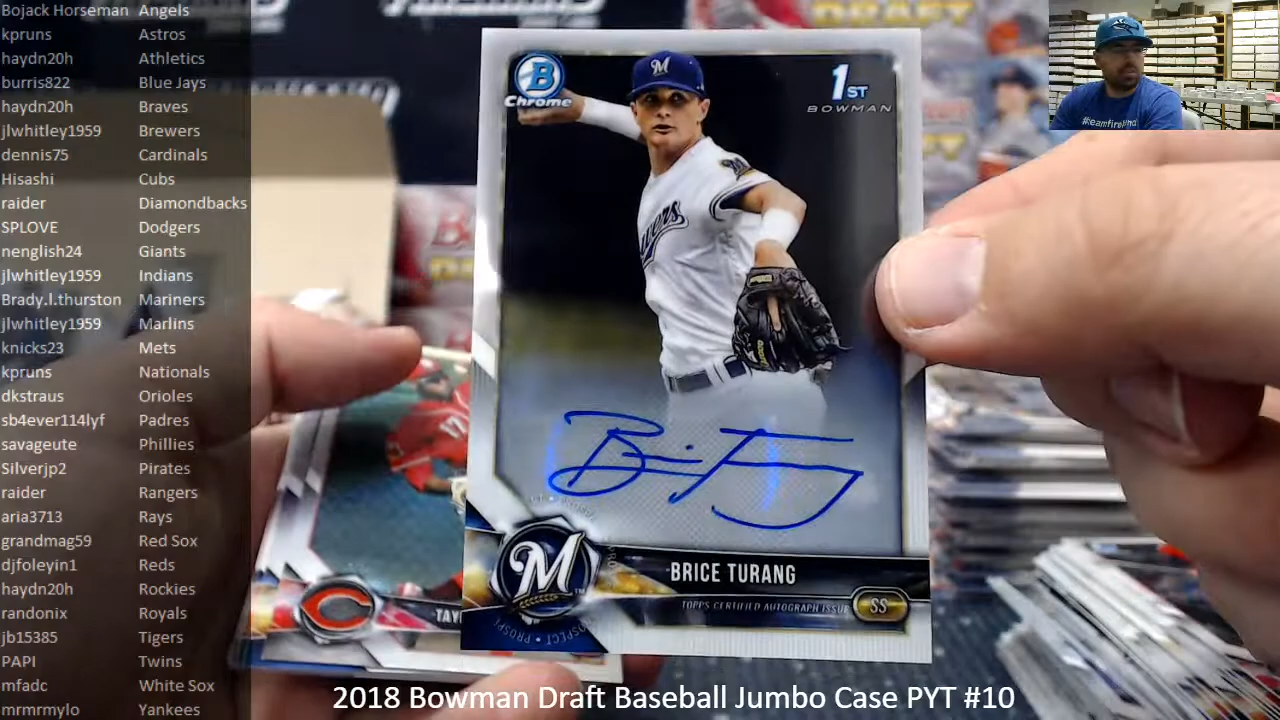 Bojack Horseman Angels
kpruns Astros
haydn20h Athletics
burris822 Blue Jays
haydn20h Braves
jlwhitley1959 Brewers
dennis75 Cardinals
Hisashi Cubs
raider Diamondbacks
SPLOVE Dodgers
nenglish24 Giants
jlwhitley1959 Indians
Brady.l.thurston Mariners
jlwhitley1959 Marlins
knicks23 Mets
kpruns Nationals
dkstraus Orioles
sb4ever114lyf Padres
savageute Phillies
Silverjp2 Pirates
raider Rangers
aria3713 Rays
grandmag59 Red Sox
djfoleyin1 Reds
haydn20h Rockies
randonix Royals
jb15385 Tigers
PAPI Twins
mfadc White Sox
mrmrmylo Yankees
B
Chrome
1ST
BOWMAN
M
Brice Turang
M
BRICE TURANG
TOPPS CERTIFIED AUTOGRAPH ISSUE
SS
C
2018 Bowman Draft Baseball Jumbo Case PYT #10